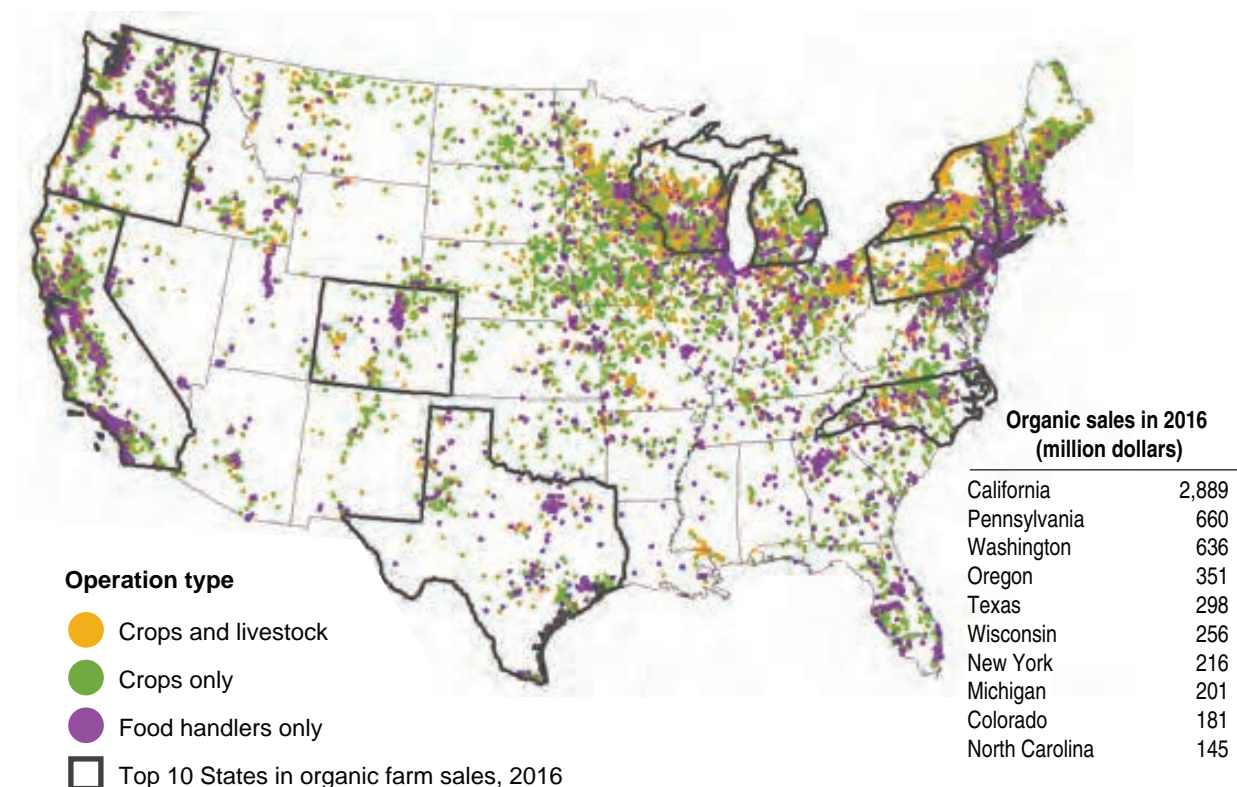 Organic sales in 2016
(million dollars)
California 2,889
Pennsylvania 660
Washington 636
Oregon 351
Texas 298
Wisconsin 256
New York 216
Michigan 201
Colorado 181
North Carolina 145
Operation type
Crops and livestock
Crops only
Food handlers only
Top 10 States in organic farm sales, 2016